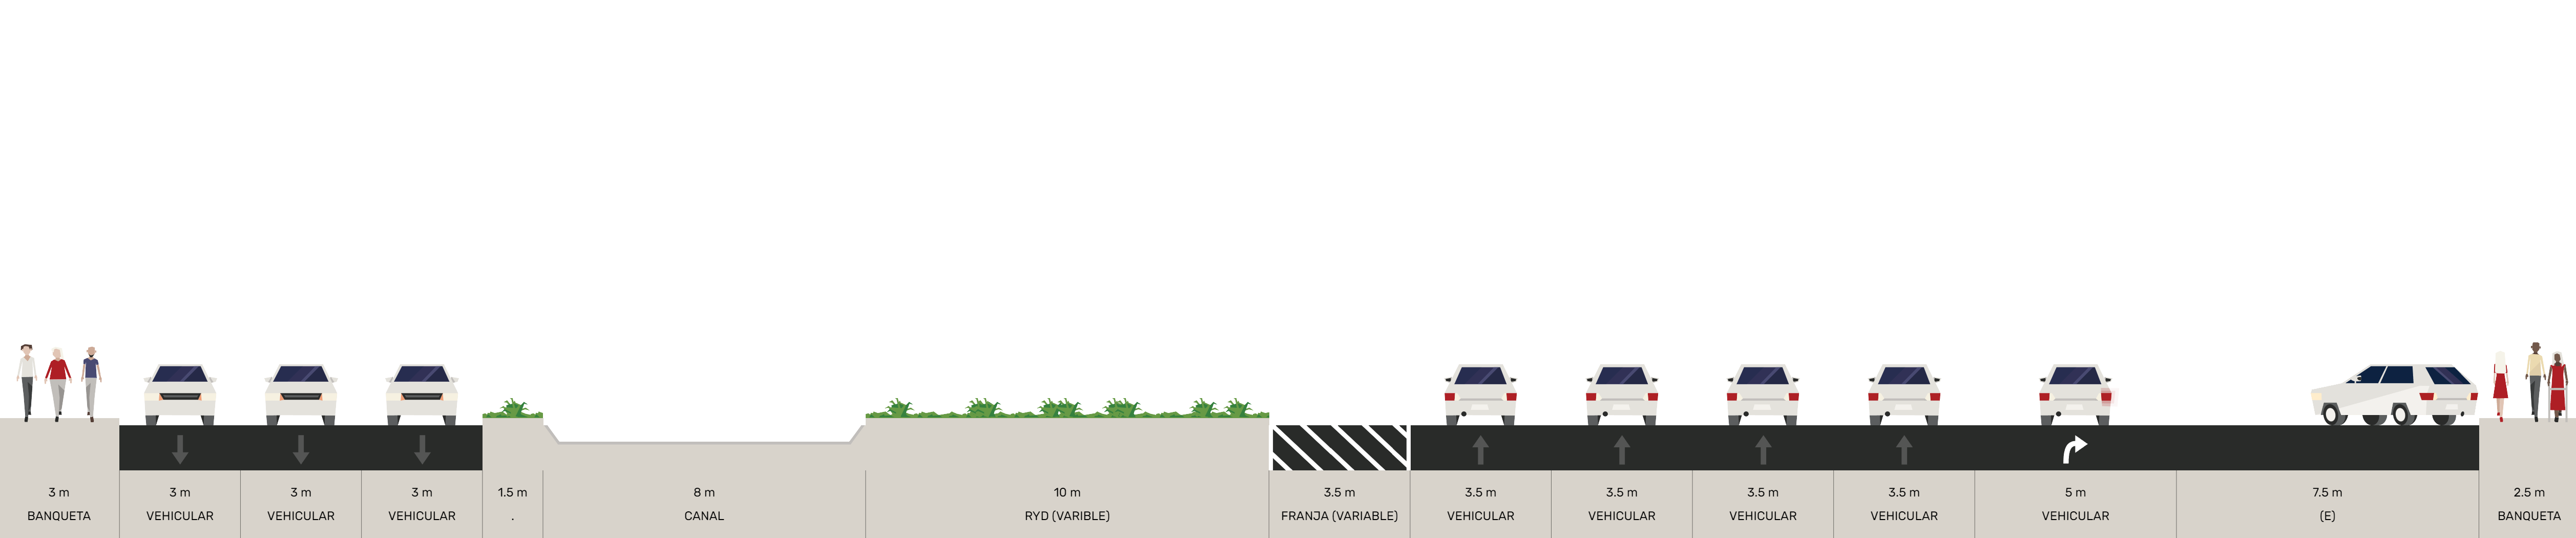 3 m
BANQUETA
3 m
VEHICULAR
3 m
VEHICULAR
3 m
VEHICULAR
1.5 m
.
8 m
CANAL
10 m
RYD (VARIBLE)
3.5 m
FRANJA (VARIABLE)
3.5 m
VEHICULAR
3.5 m
VEHICULAR
3.5 m
VEHICULAR
3.5 m
VEHICULAR
5 m
VEHICULAR
7.5 m
(E)
2.5 m
BANQUETA